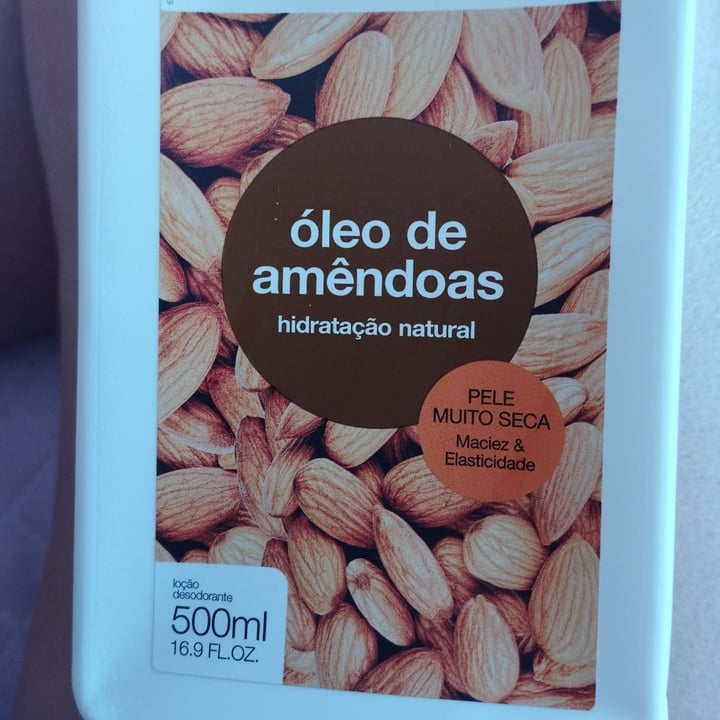 óleo de
amêndoas
hidratação natural
PELE
MUITO SECA
Maciez &
Elasticidade
loção
desodorante
500ml
16.9 FL.OZ.